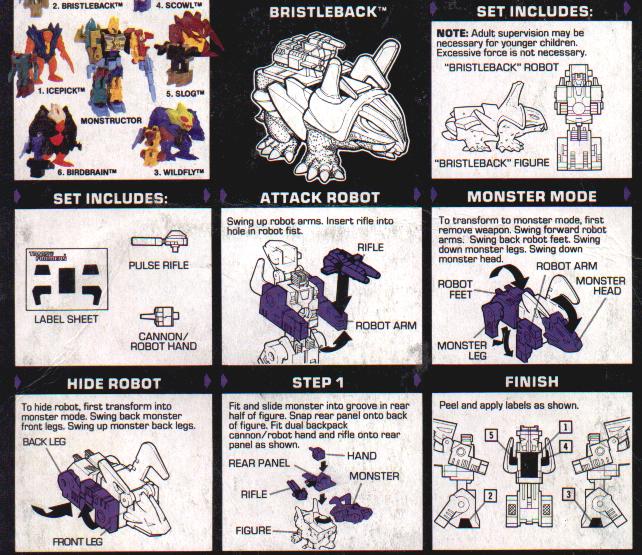 2. BRISTLEBACK™
4. SCOWL™
1. ICEPICK™
5. SLOG™
MONSTRUCTOR
6. BIRDBRAIN™
3. WILDFLY™
BRISTLEBACK™
SET INCLUDES:
NOTE: Adult supervision may be
necessary for younger children.
Excessive force is not necessary.
"BRISTLEBACK" ROBOT
"BRISTLEBACK" FIGURE
SET INCLUDES:
TRANSFORMERS
PULSE RIFLE
LABEL SHEET
CANNON/
ROBOT HAND
ATTACK ROBOT
Swing up robot arms. Insert rifle into
hole in robot fist.
RIFLE
ROBOT ARM
MONSTER MODE
To transform to monster mode, first
remove weapon. Swing forward robot
arms. Swing back robot feet. Swing
down monster legs. Swing down
monster head.
ROBOT ARM
ROBOT
FEET
MONSTER
HEAD
MONSTER
LEG
HIDE ROBOT
To hide robot, first transform into
monster mode. Swing back monster
front legs. Swing up monster back legs.
BACK LEG
FRONT LEG
STEP 1
Fit and slide monster into groove in rear
half of figure. Snap rear panel onto back
of figure. Fit dual backpack
cannon/robot hand and rifle onto rear
panel as shown.
HAND
REAR PANEL
MONSTER
RIFLE
FIGURE
FINISH
Peel and apply labels as shown.
1
5
4
2
3